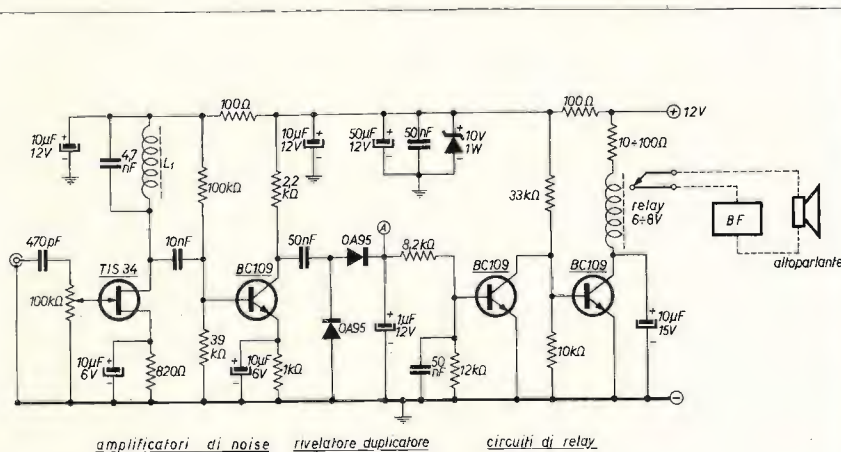 100Ω
100Ω
12V
10µF
12V
4,7
nF
L1
10µF
12V
50µF
12V
50nF
10V
1W
10÷100Ω
100kΩ
2,2
kΩ
33kΩ
relay
6÷8V
BF
altoparlante
470pF
10nF
50nF
OA95
A
8,2kΩ
TIS 34
BC109
BC109
BC109
100kΩ
OA95
1µF
12V
10µF
15V
10µF
6V
820Ω
39
kΩ
10µF
6V
1kΩ
50
nF
12kΩ
10kΩ
amplificatori di noise
rivelatore duplicatore
circuiti di relay